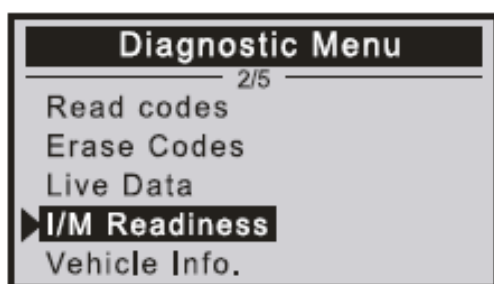 Diagnostic Menu
2/5
Read codes
Erase Codes
Live Data
I/M Readiness
Vehicle Info.